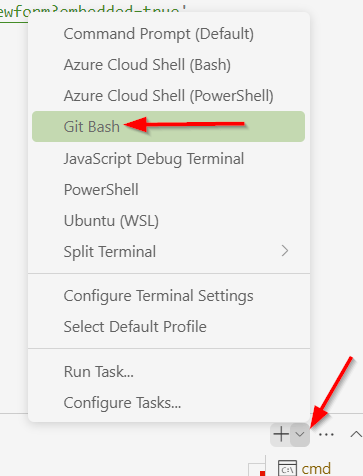 ewform?embedded=true'
Command Prompt (Default)
Azure Cloud Shell (Bash)
Azure Cloud Shell (PowerShell)
Git Bash
JavaScript Debug Terminal
PowerShell
Ubuntu (WSL)
Split Terminal
Configure Terminal Settings
Select Default Profile
Run Task...
Configure Tasks...
cmd